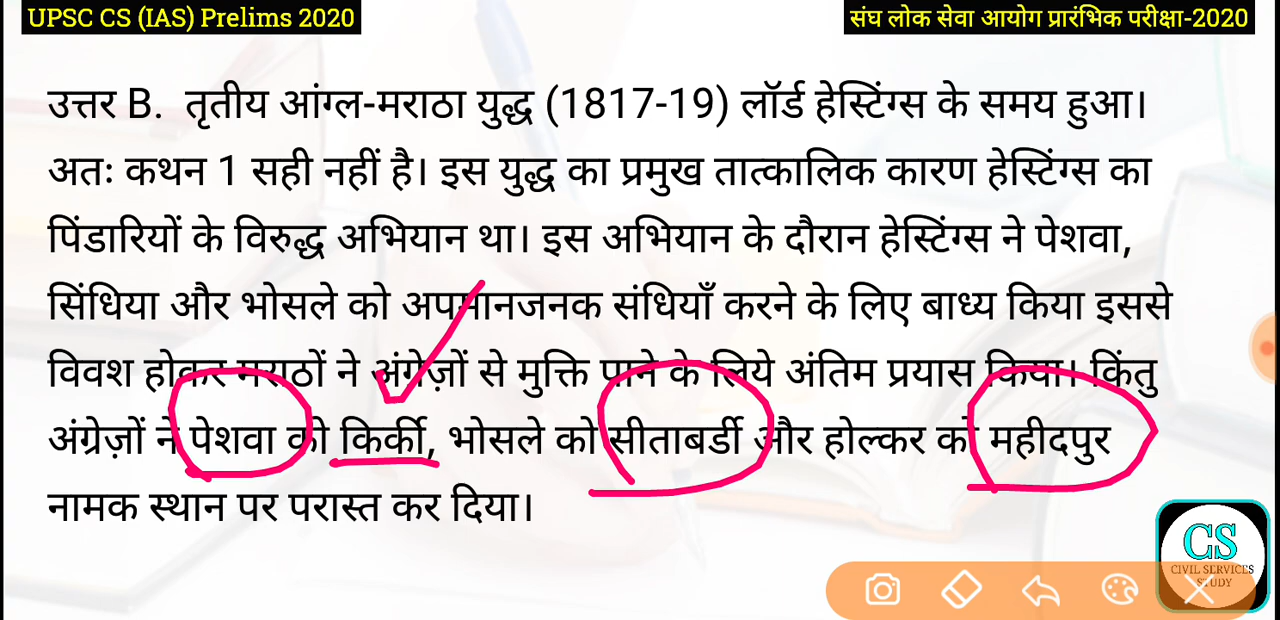 UPSC CS (IAS) Prelims 2020
संघ लोक सेवा आयोग प्रारंभिक परीक्षा-2020
उत्तर B. तृतीय आंग्ल-मराठा युद्ध (1817-19) लॉर्ड हेस्टिंग्स के समय हुआ।
अतः कथन 1 सही नहीं है। इस युद्ध का प्रमुख तात्कालिक कारण हेस्टिंग्स का
पिंडारियों के विरुद्ध अभियान था। इस अभियान के दौरान हेस्टिंग्स ने पेशवा,
सिंधिया और भोसले को अपमानजनक संधियाँ करने के लिए बाध्य किया इससे
विवश होकर मराठों ने अंग्रेज़ों से मुक्ति पाने के लिये अंतिम प्रयास किया। किंतु
अंग्रेज़ों ने पेशवा को किर्की, भोसले को सीताबर्डी और होल्कर को महीदपुर
नामक स्थान पर परास्त कर दिया।
CS
CIVIL SERVICES
STUDY